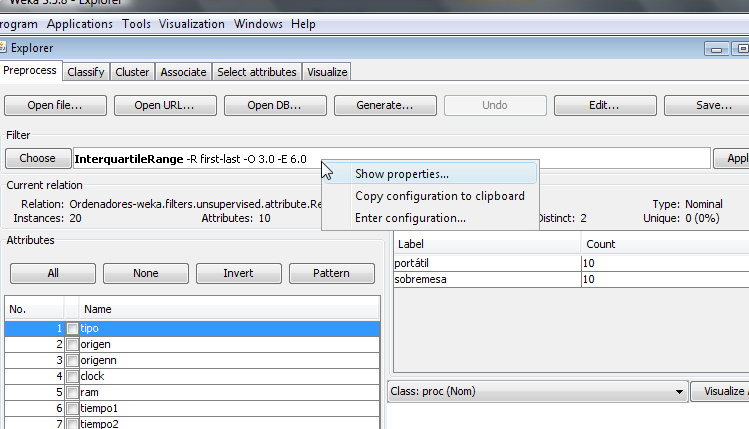 Weka 3.5.8 - Explorer
rogram Applications Tools Visualization Windows Help
Explorer
Preprocess Classify Cluster Associate Select attributes Visualize
Open file... Open URL... Open DB... Generate... Undo Edit... Save...
Filter
Choose InterquartileRange -R first-last -O 3.0 -E 6.0 Appl
Show properties...
Copy configuration to clipboard
Enter configuration...
Current relation
Relation: Ordenadores-weka.filters.unsupervised.attribute.Re
Instances: 20 Attributes: 10
Type: Nominal
Distinct: 2 Unique: 0 (0%)
Attributes
All None Invert Pattern
No. Name
1 tipo
2 origen
3 origenn
4 clock
5 ram
6 tiempo1
7 tiempo2
Label Count
portátil 10
sobremesa 10
Class: proc (Nom) Visualize